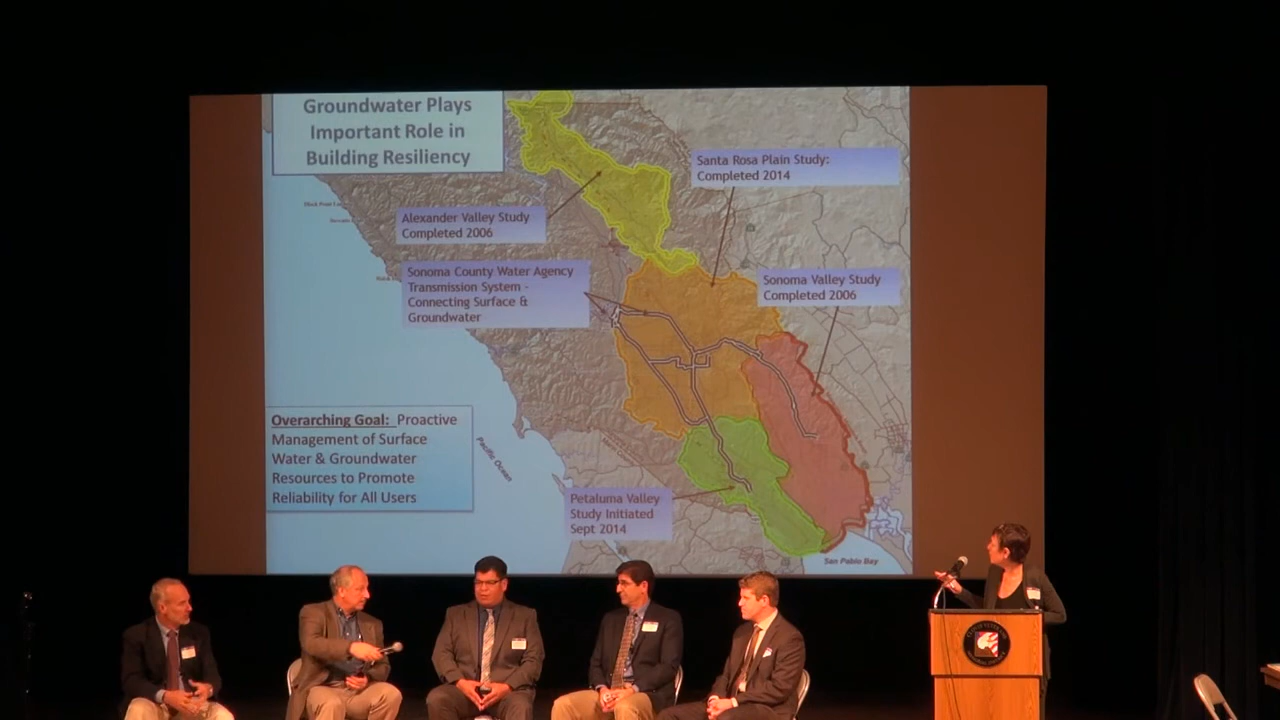 Groundwater Plays
Important Role in
Building Resiliency
Santa Rosa Plain Study:
Completed 2014
Alexander Valley Study
Completed 2006
Sonoma County Water Agency
Transmission System -
Connecting Surface &
Groundwater
Sonoma Valley Study
Completed 2006
Overarching Goal: Proactive
Management of Surface
Water & Groundwater
Resources to Promote
Reliability for All Users
Pacific Ocean
Petaluma Valley
Study Initiated
Sept 2014
San Pablo Bay